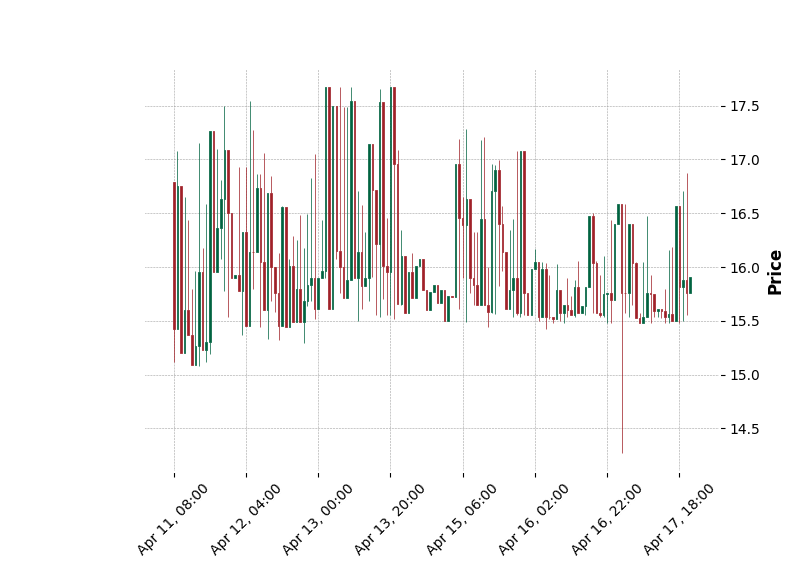 17.5
17.0
16.5
16.0
15.5
15.0
14.5
Price
Apr 11, 08:00
Apr 12, 04:00
Apr 13, 00:00
Apr 13, 20:00
Apr 15, 06:00
Apr 16, 02:00
Apr 16, 22:00
Apr 17, 18:00